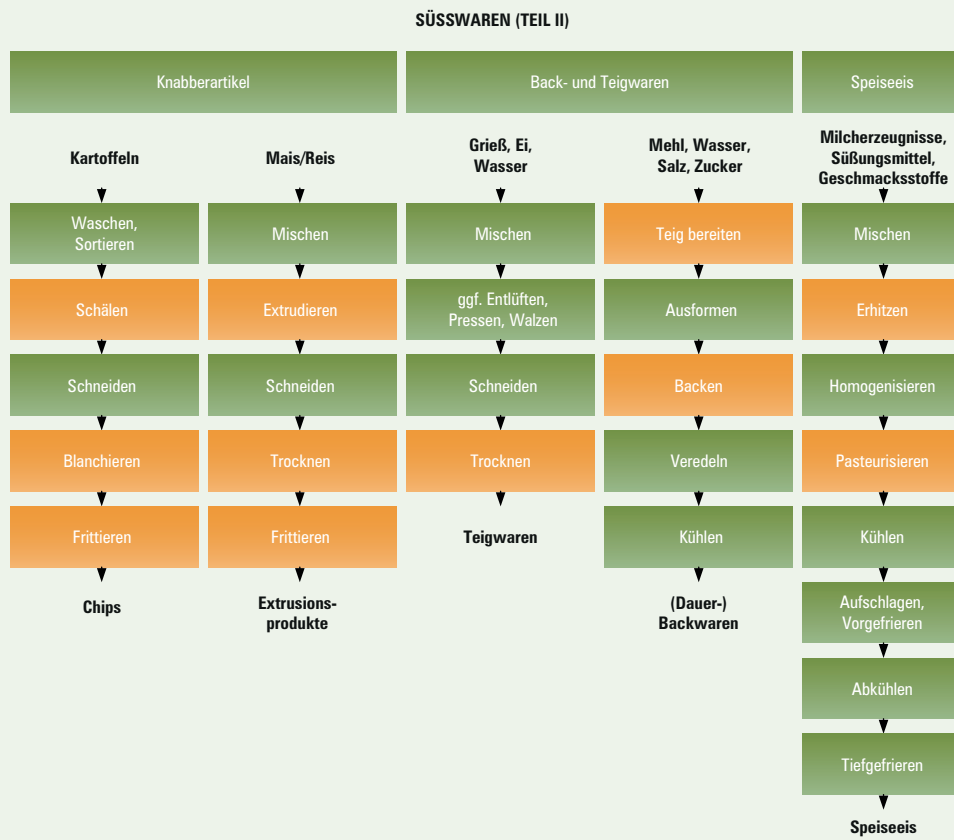 SÜSSWAREN (TEIL II)
Knabberartikel
Back- und Teigwaren
Speiseeis
Kartoffeln
Waschen,
Sortieren
Schälen
Schneiden
Blanchieren
Frittieren
Chips
Mais/Reis
Mischen
Extrudieren
Schneiden
Trocknen
Frittieren
Extrusions-
produkte
Grieß, Ei,
Wasser
Mischen
ggf. Entlüften,
Pressen, Walzen
Schneiden
Trocknen
Teigwaren
Mehl, Wasser,
Salz, Zucker
Teig bereiten
Ausformen
Backen
Veredeln
Kühlen
(Dauer-)
Backwaren
Milcherzeugnisse,
Süßungsmittel,
Geschmacksstoffe
Mischen
Erhitzen
Homogenisieren
Pasteurisieren
Kühlen
Aufschlagen,
Vorgefrieren
Abkühlen
Tiefgefrieren
Speiseeis